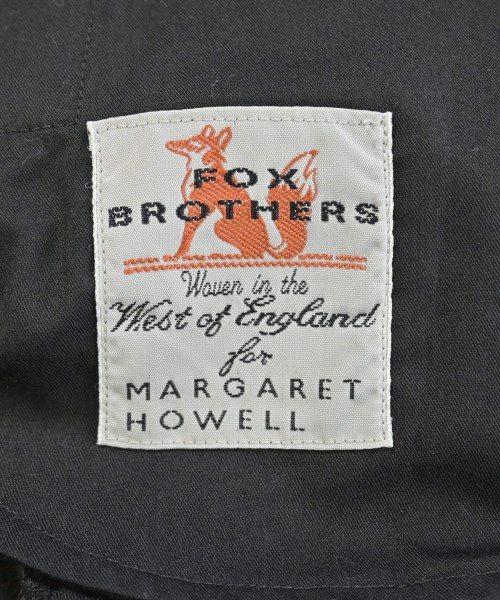 FOX
BROTHERS
Woven in the
West of England
for
MARGARET
HOWELL